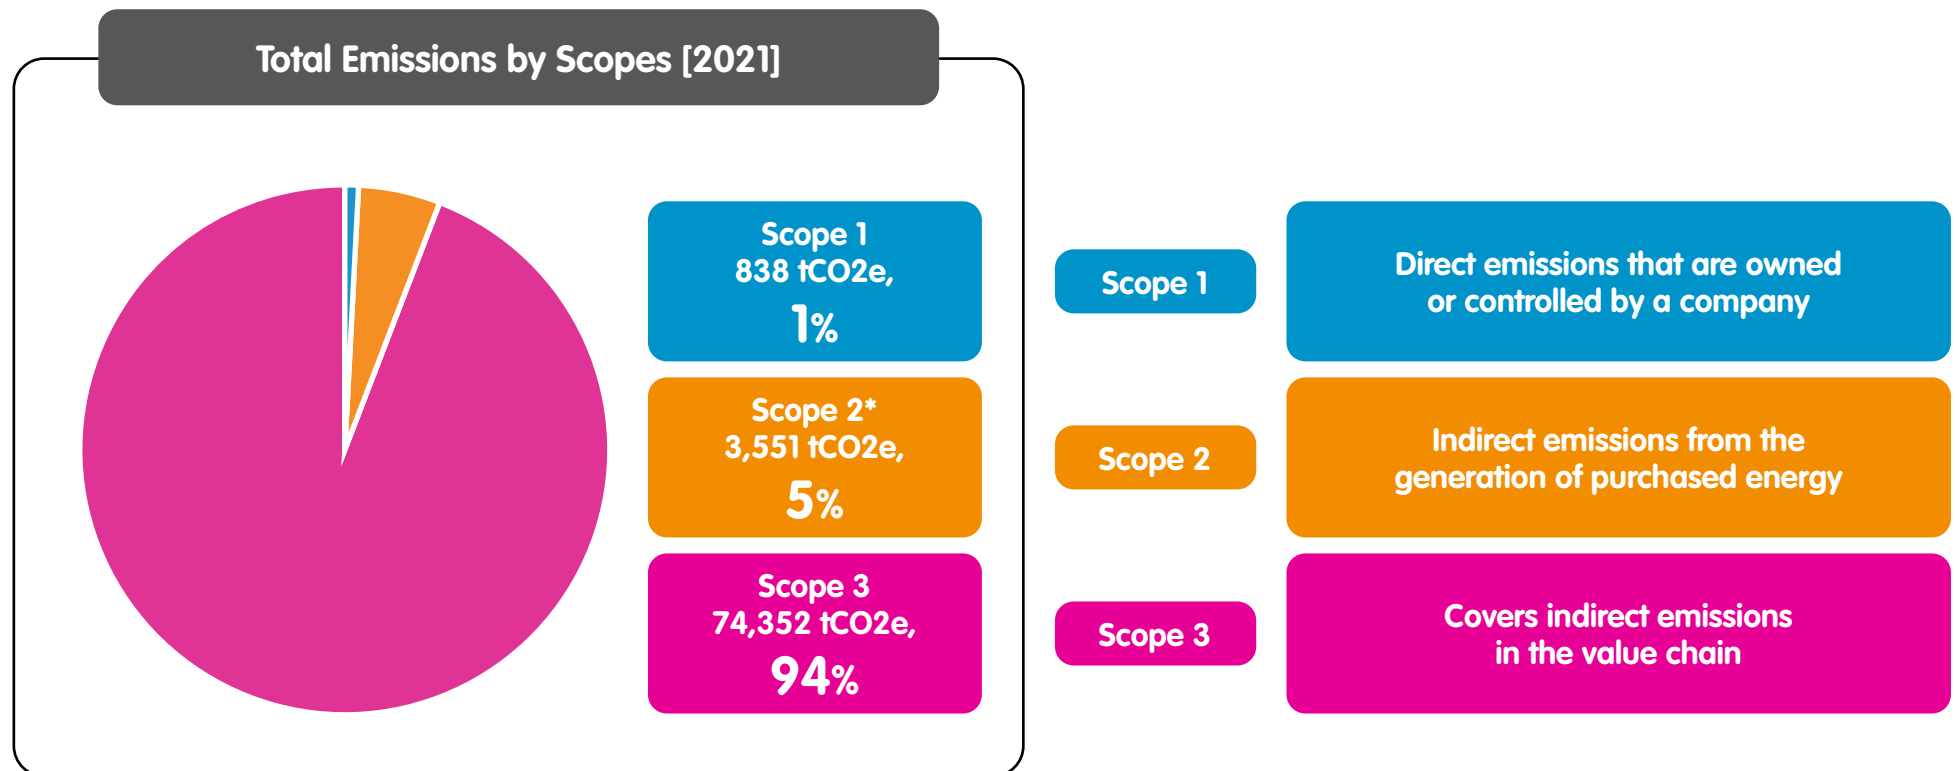 Total Emissions by Scopes [2021]
Scope 1
838 tCO2e,
1%
Scope 2*
3,551 tCO2e,
5%
Scope 3
74,352 tCO2e,
94%
Scope 1
Direct emissions that are owned
or controlled by a company
Scope 2
Indirect emissions from the
generation of purchased energy
Scope 3
Covers indirect emissions
in the value chain